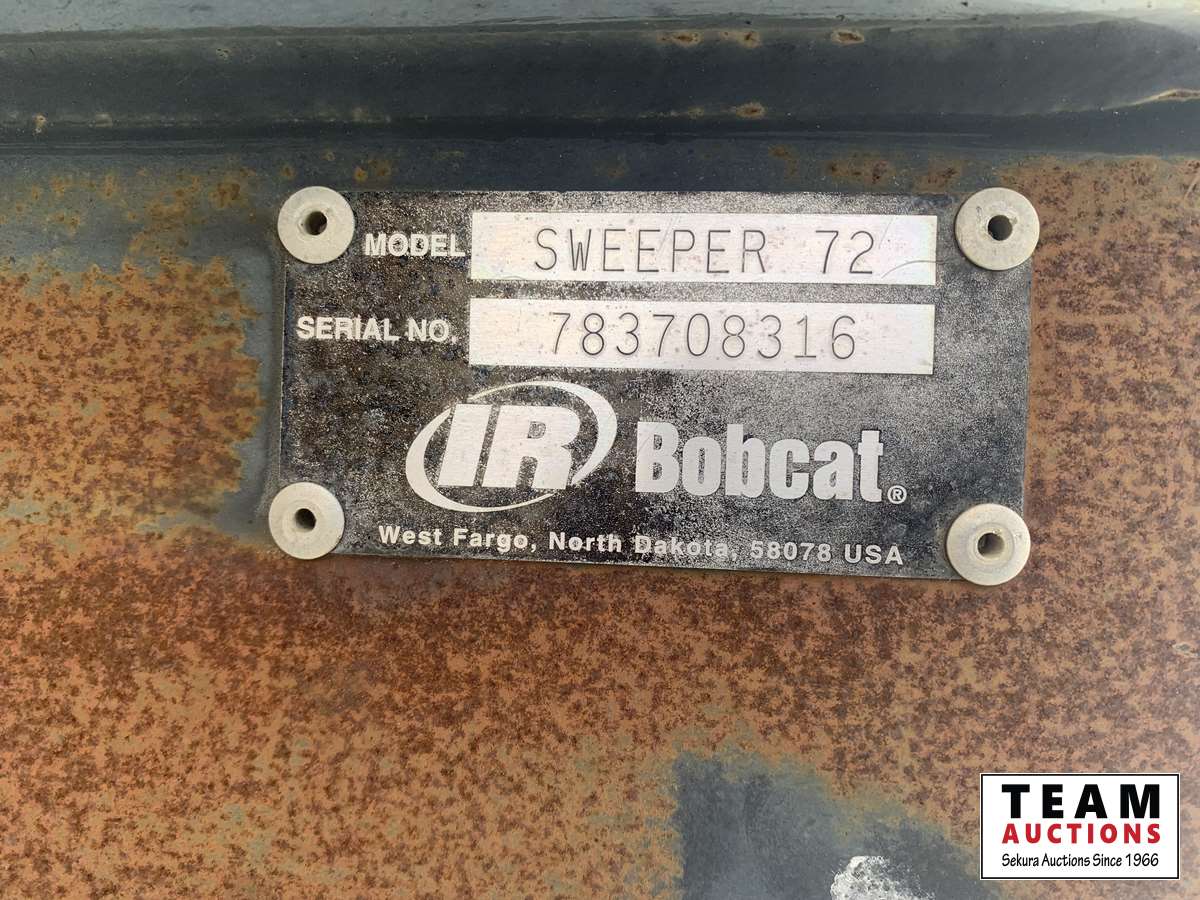 MODEL SWEEPER 72
SERIAL NO. 783708316
IR Bobcat®
West Fargo, North Dakota, 58078 USA
TEAM
AUCTIONS
Sekura Auctions Since 1966